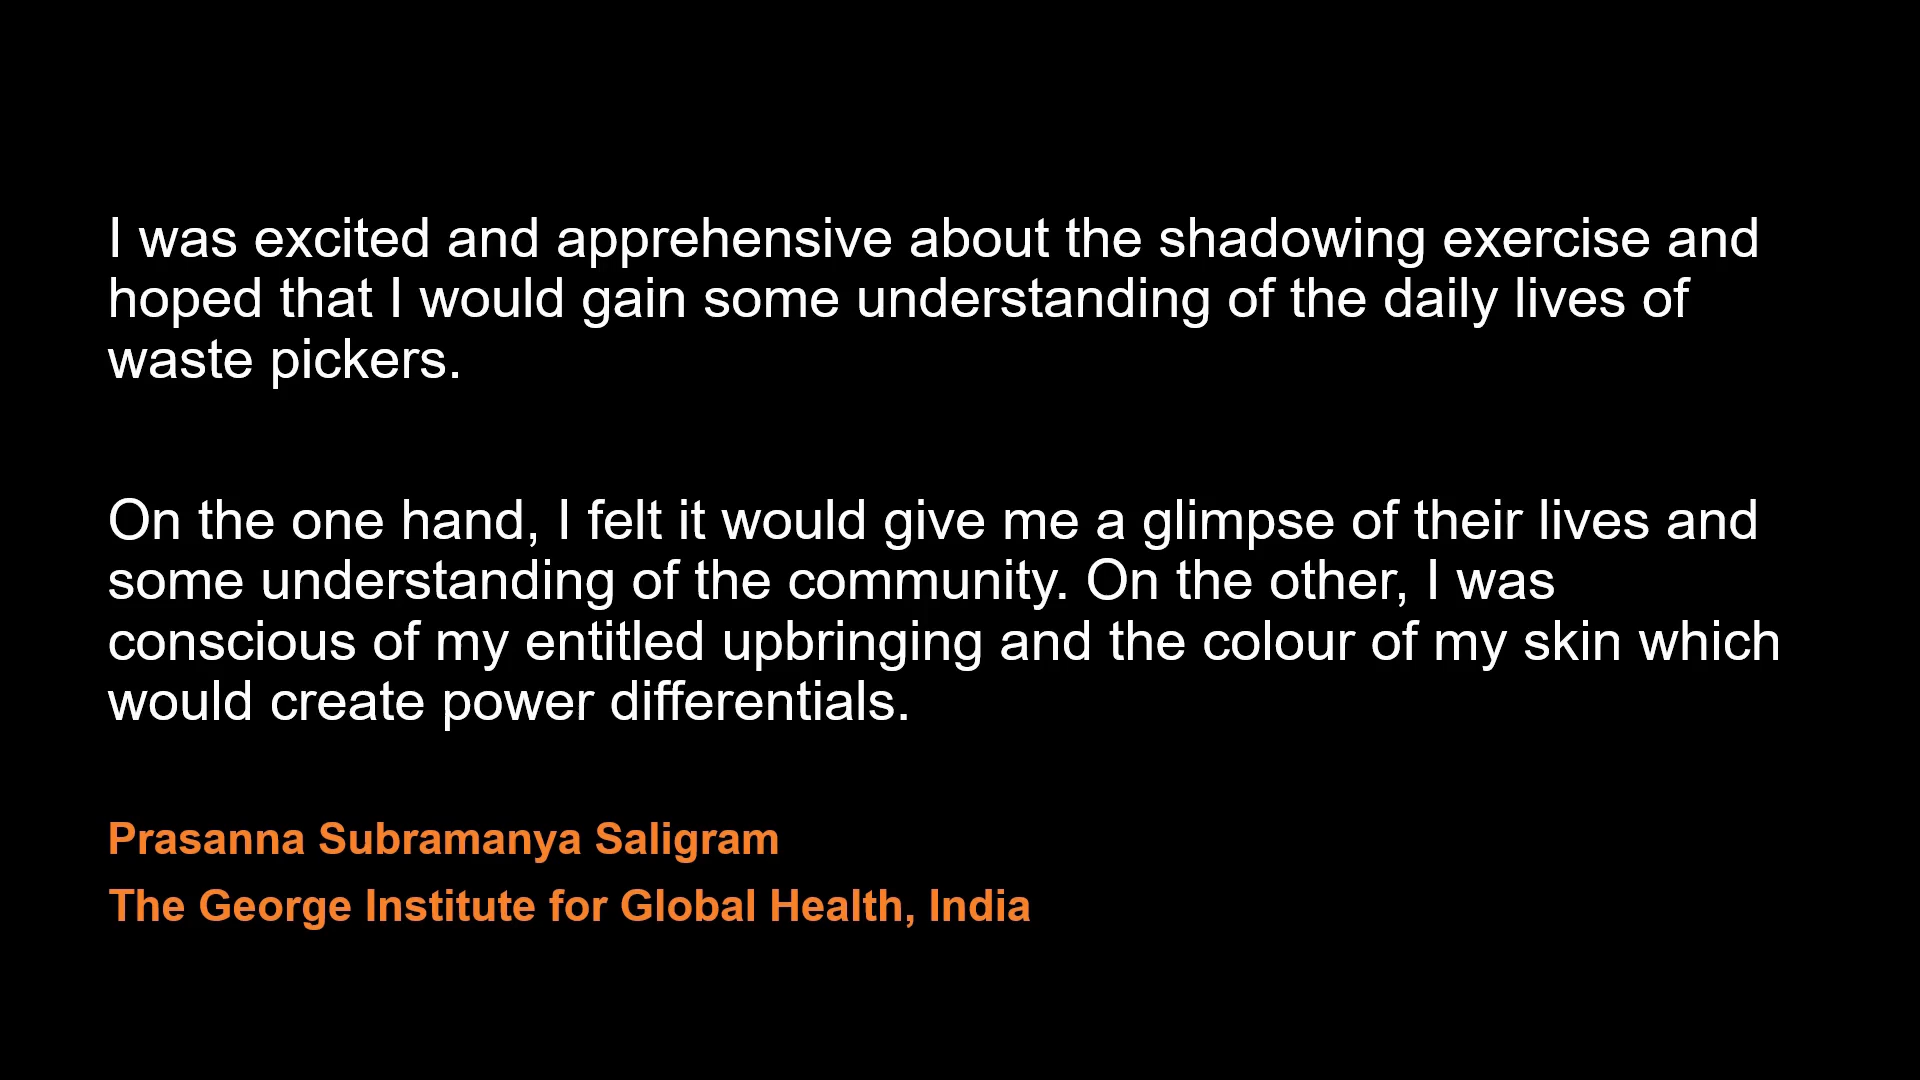 I was excited and apprehensive about the shadowing exercise and
hoped that I would gain some understanding of the daily lives of
waste pickers.
On the one hand, I felt it would give me a glimpse of their lives and
some understanding of the community. On the other, I was
conscious of my entitled upbringing and the colour of my skin which
would create power differentials.
Prasanna Subramanya Saligram
The George Institute for Global Health, India